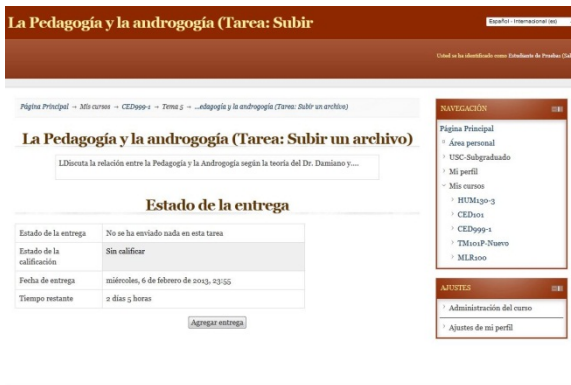 La Pedagogía y la androgogía (Tarea: Subir
Español - Internacional (es)
Usted se ha identificado como Estudiante de Pruebas (Sal
Página Principal → Mis cursos → CED999-1 → Tema 5 → ...edagogía y la androgogía (Tarea: Subir un archivo)
La Pedagogía y la androgogía (Tarea: Subir un archivo)
LDiscuta la relación entre la Pedagogía y la Androgogía según la teoría del Dr. Damiano y....
Estado de la entrega
Estado de la entrega No se ha enviado nada en esta tarea
Estado de la calificación Sin calificar
Fecha de entrega miércoles, 6 de febrero de 2013, 23:55
Tiempo restante 2 días 5 horas
Agregar entrega
NAVEGACIÓN
Página Principal
Área personal
USC-Subgraduado
Mi perfil
Mis cursos
HUM130-3
CED101
CED999-1
TM101P-Nuevo
MLR100
AJUSTES
Administración del curso
Ajustes de mi perfil